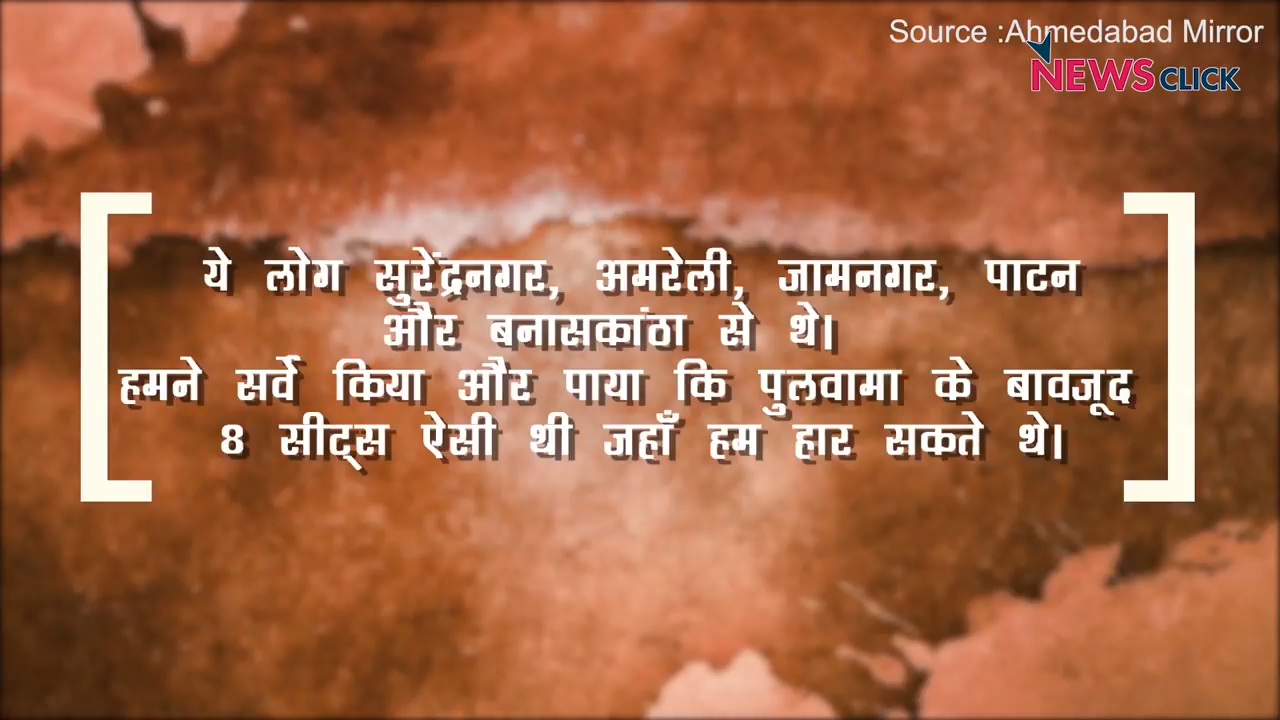 Source :Ahmedabad Mirror
NEWSCLICK
ये लोग सुरेंद्रनगर, अमरेली, जामनगर, पाटन
और बनासकांठा से थे।
हमने सर्वे किया और पाया कि पुलवामा के बावजूद
8 सीट्स ऐसी थी जहाँ हम हार सकते थे।